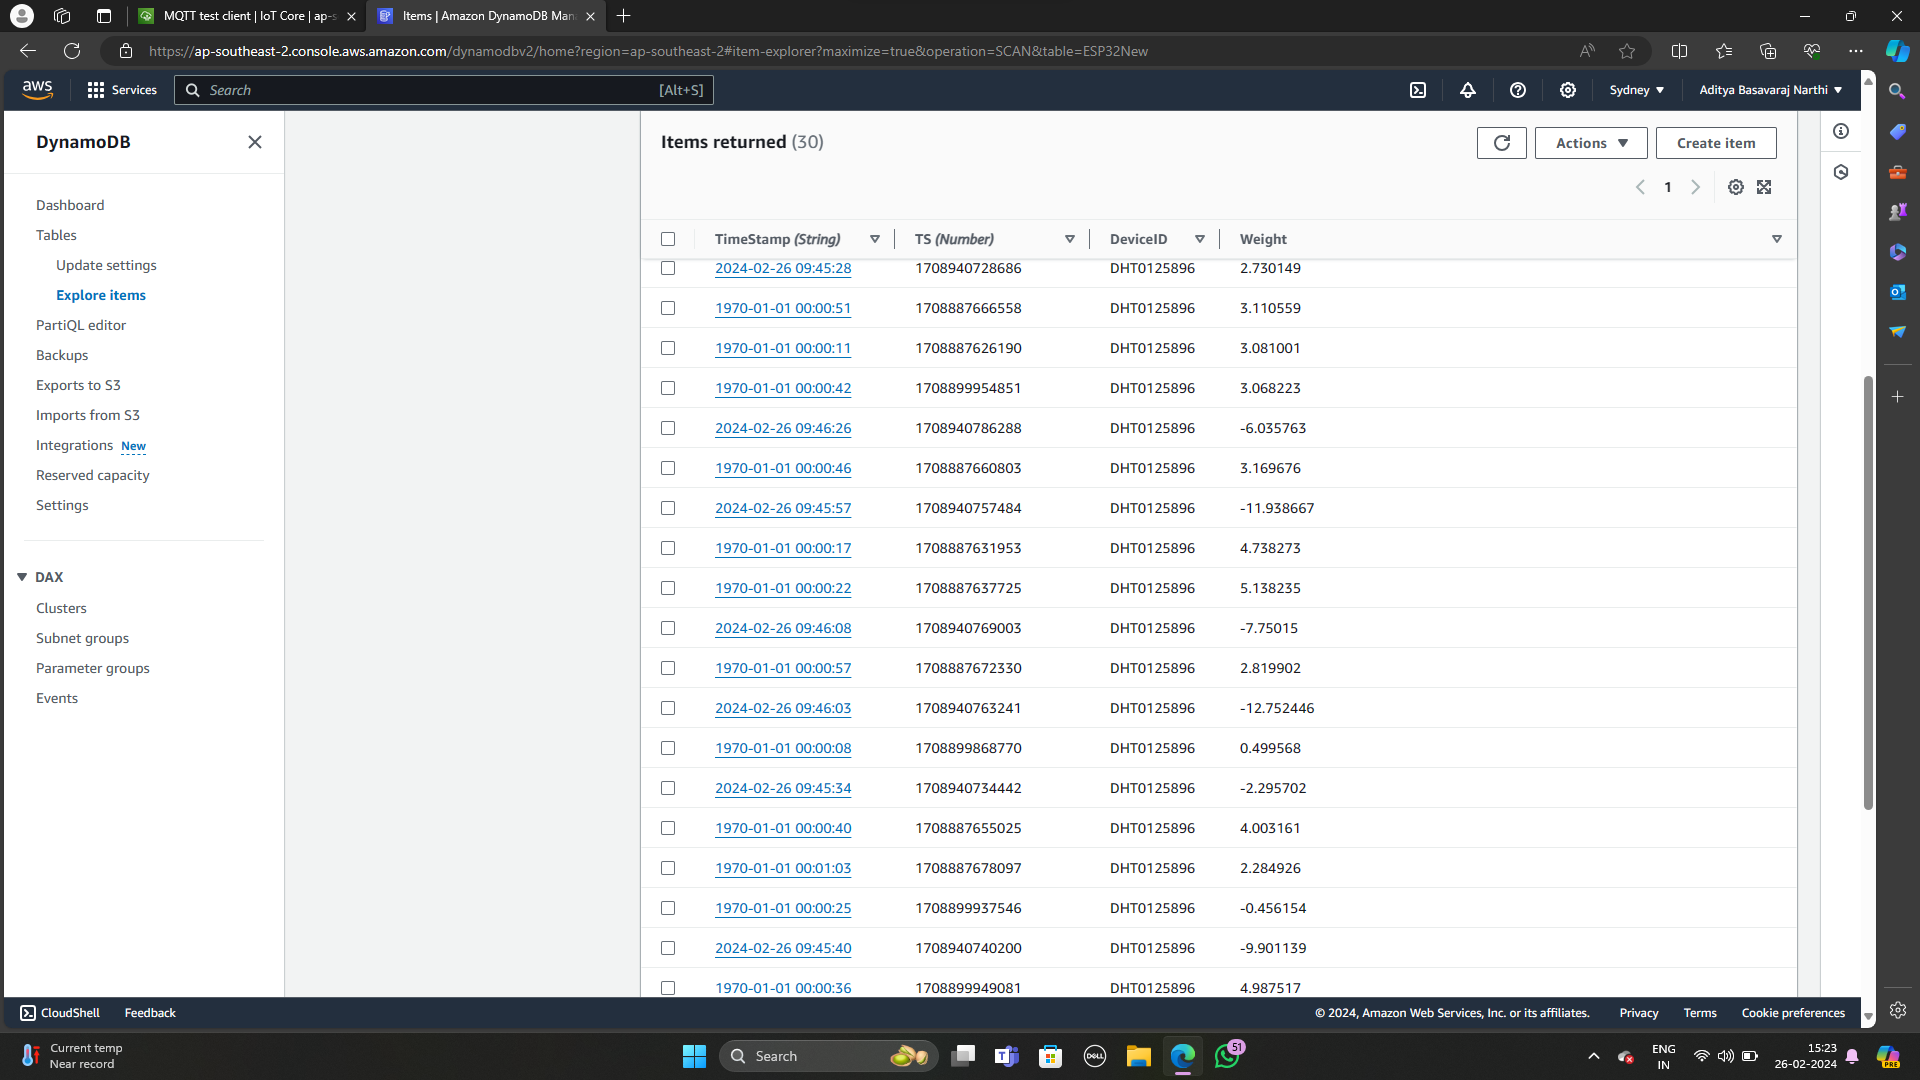 MQTT test client | IoT Core | ap-s
Items | Amazon DynamoDB Man
https://ap-southeast-2.console.aws.amazon.com/dynamodbv2/home?region=ap-southeast-2#item-explorer?maximize=true&operation=SCAN&table=ESP32New
aws
Services
Search
[Alt+S]
Sydney
Aditya Basavaraj Narthi
DynamoDB
Dashboard
Tables
Update settings
Explore items
PartiQL editor
Backups
Exports to S3
Imports from S3
Integrations New
Reserved capacity
Settings
DAX
Clusters
Subnet groups
Parameter groups
Events
Items returned (30)
Actions
Create item
1
TimeStamp (String) TS (Number) DeviceID Weight
2024-02-26 09:45:28 1708940728686 DHT0125896 2.730149
1970-01-01 00:00:51 1708887666558 DHT0125896 3.110559
1970-01-01 00:00:11 1708887626190 DHT0125896 3.081001
1970-01-01 00:00:42 1708899954851 DHT0125896 3.068223
2024-02-26 09:46:26 1708940786288 DHT0125896 -6.035763
1970-01-01 00:00:46 1708887660803 DHT0125896 3.169676
2024-02-26 09:45:57 1708940757484 DHT0125896 -11.938667
1970-01-01 00:00:17 1708887631953 DHT0125896 4.738273
1970-01-01 00:00:22 1708887637725 DHT0125896 5.138235
2024-02-26 09:46:08 1708940769003 DHT0125896 -7.75015
1970-01-01 00:00:57 1708887672330 DHT0125896 2.819902
2024-02-26 09:46:03 1708940763241 DHT0125896 -12.752446
1970-01-01 00:00:08 1708899868770 DHT0125896 0.499568
2024-02-26 09:45:34 1708940734442 DHT0125896 -2.295702
1970-01-01 00:00:40 1708887655025 DHT0125896 4.003161
1970-01-01 00:01:03 1708887678097 DHT0125896 2.284926
1970-01-01 00:00:25 1708899937546 DHT0125896 -0.456154
2024-02-26 09:45:40 1708940740200 DHT0125896 -9.901139
1970-01-01 00:00:36 1708899949081 DHT0125896 4.987517
CloudShell
Feedback
© 2024, Amazon Web Services, Inc. or its affiliates.
Privacy
Terms
Cookie preferences
Current temp
Near record
Search
DELL
51
ENG
IN
15:23
26-02-2024
PRE